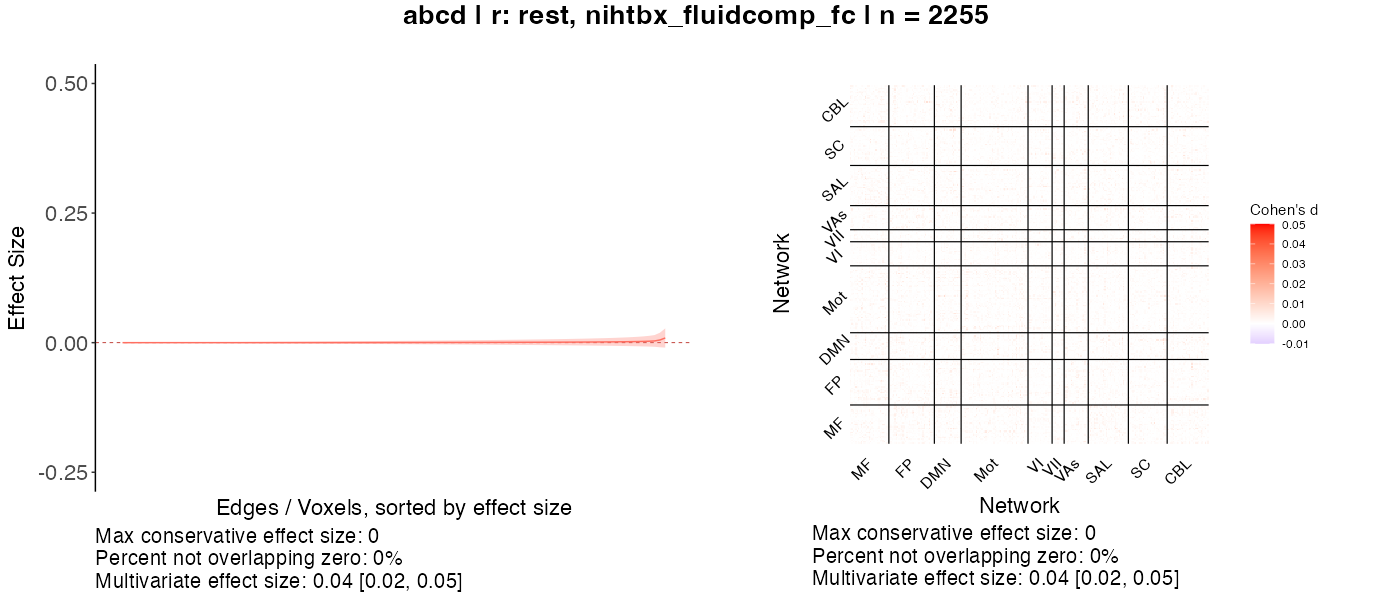 abcd | r: rest, nihtbx_fluidcomp_fc | n = 2255
Effect Size
0.50
0.25
0.00
-0.25
Edges / Voxels, sorted by effect size
Max conservative effect size: 0
Percent not overlapping zero: 0%
Multivariate effect size: 0.04 [0.02, 0.05]
Network
CBL
SC
SAL
VAs
VII
VI
Mot
DMN
FP
MF
MF
FP
DMN
Mot
VI
VII
VAs
SAL
SC
CBL
Network
Max conservative effect size: 0
Percent not overlapping zero: 0%
Multivariate effect size: 0.04 [0.02, 0.05]
Cohen's d
0.05
0.04
0.03
0.02
0.01
0.00
-0.01